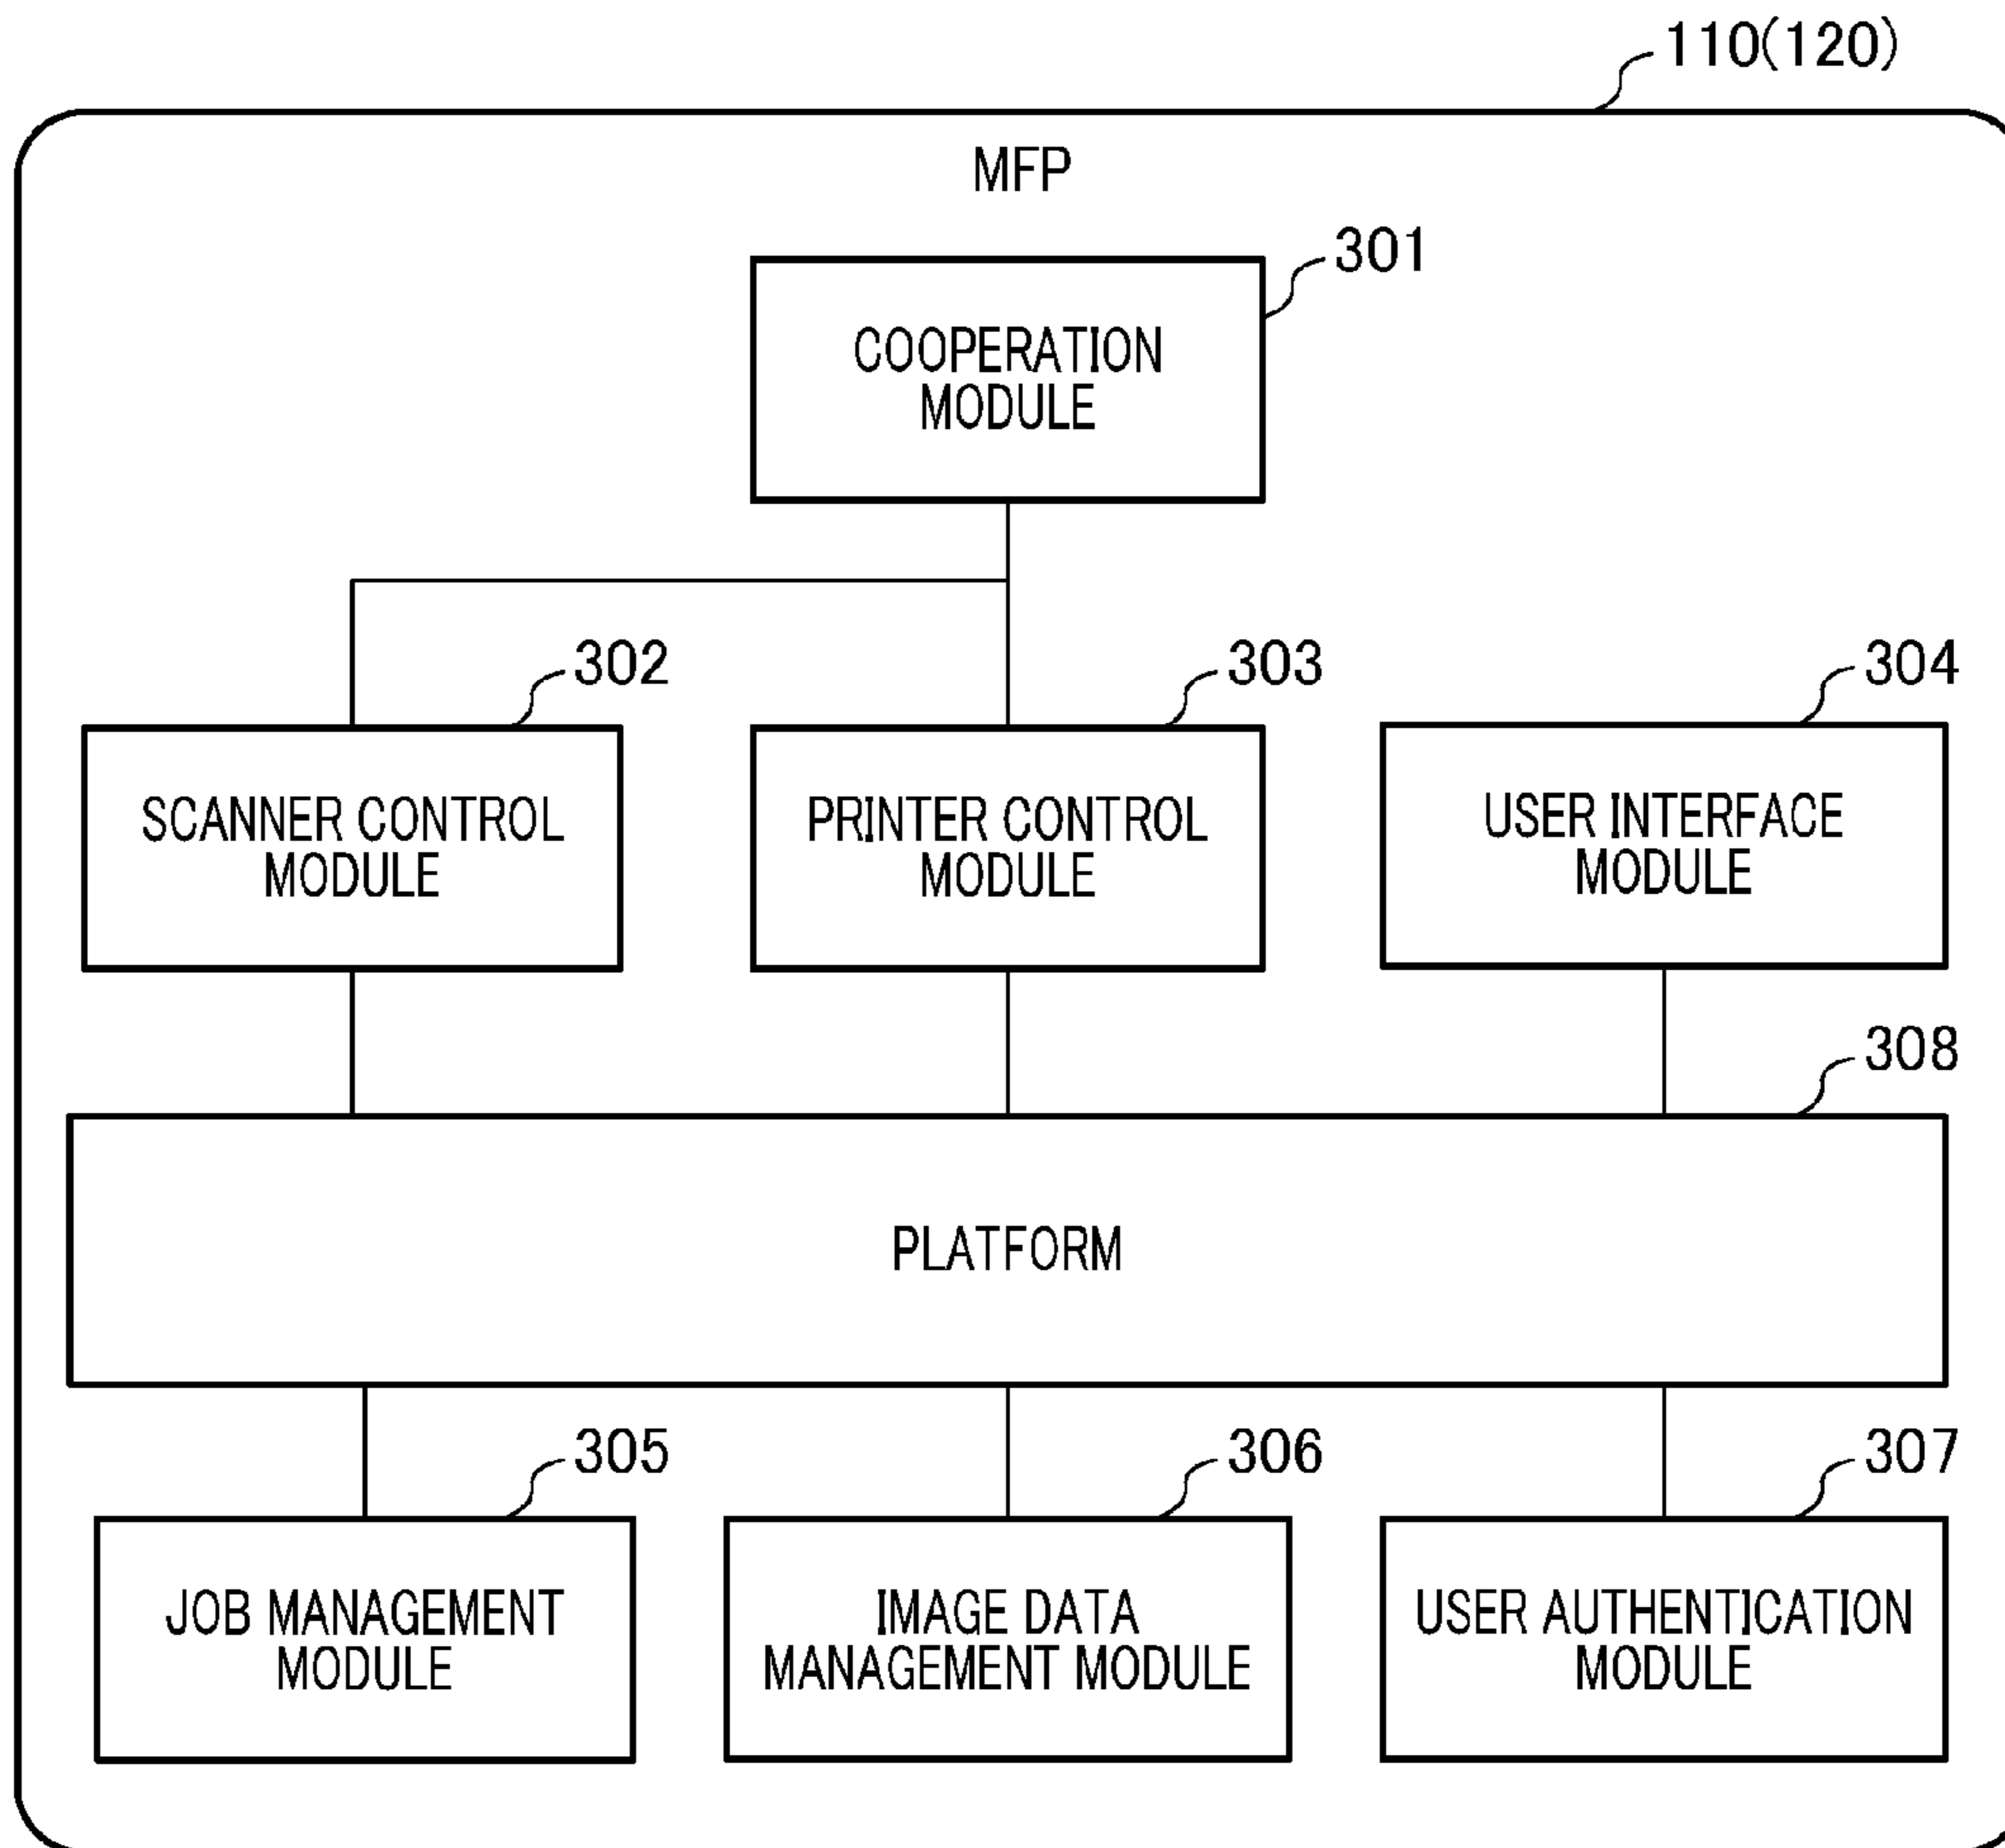 110(120)
MFP
301
COOPERATION
MODULE
302
303
304
SCANNER CONTROL
MODULE
PRINTER CONTROL
MODULE
USER INTERFACE
MODULE
308
PLATFORM
305
306
307
JOB MANAGEMENT
MODULE
IMAGE DATA
MANAGEMENT MODULE
USER AUTHENTICATION
MODULE